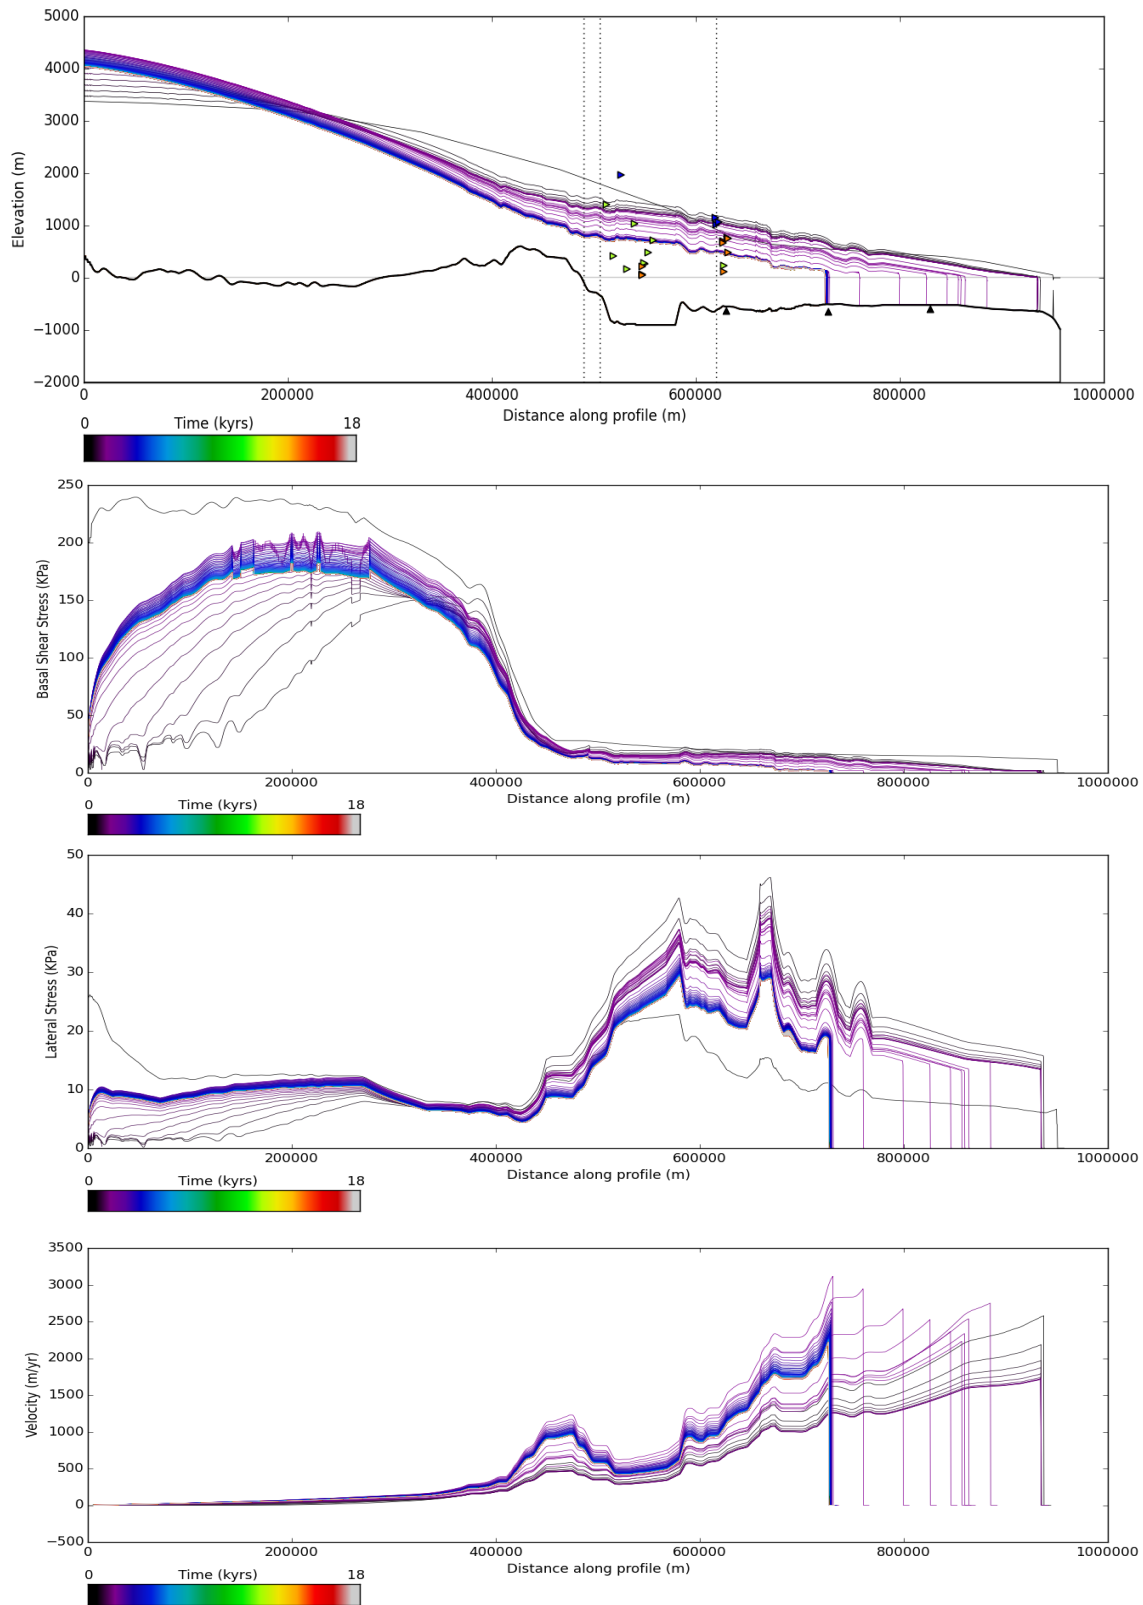 5000
4000
3000
2000
1000
0
−1000
−2000
Elevation (m)
0 200000 400000 600000 800000 1000000
Distance along profile (m)
0 Time (kyrs) 18
250
200
150
100
50
0
Basal Shear Stress (KPa)
0 200000 400000 600000 800000 1000000
Distance along profile (m)
0 Time (kyrs) 18
50
40
30
20
10
0
Lateral Stress (KPa)
0 200000 400000 600000 800000 1000000
Distance along profile (m)
0 Time (kyrs) 18
3500
3000
2500
2000
1500
1000
500
0
−500
Velocity (m/yr)
0 200000 400000 600000 800000 1000000
Distance along profile (m)
0 Time (kyrs) 18